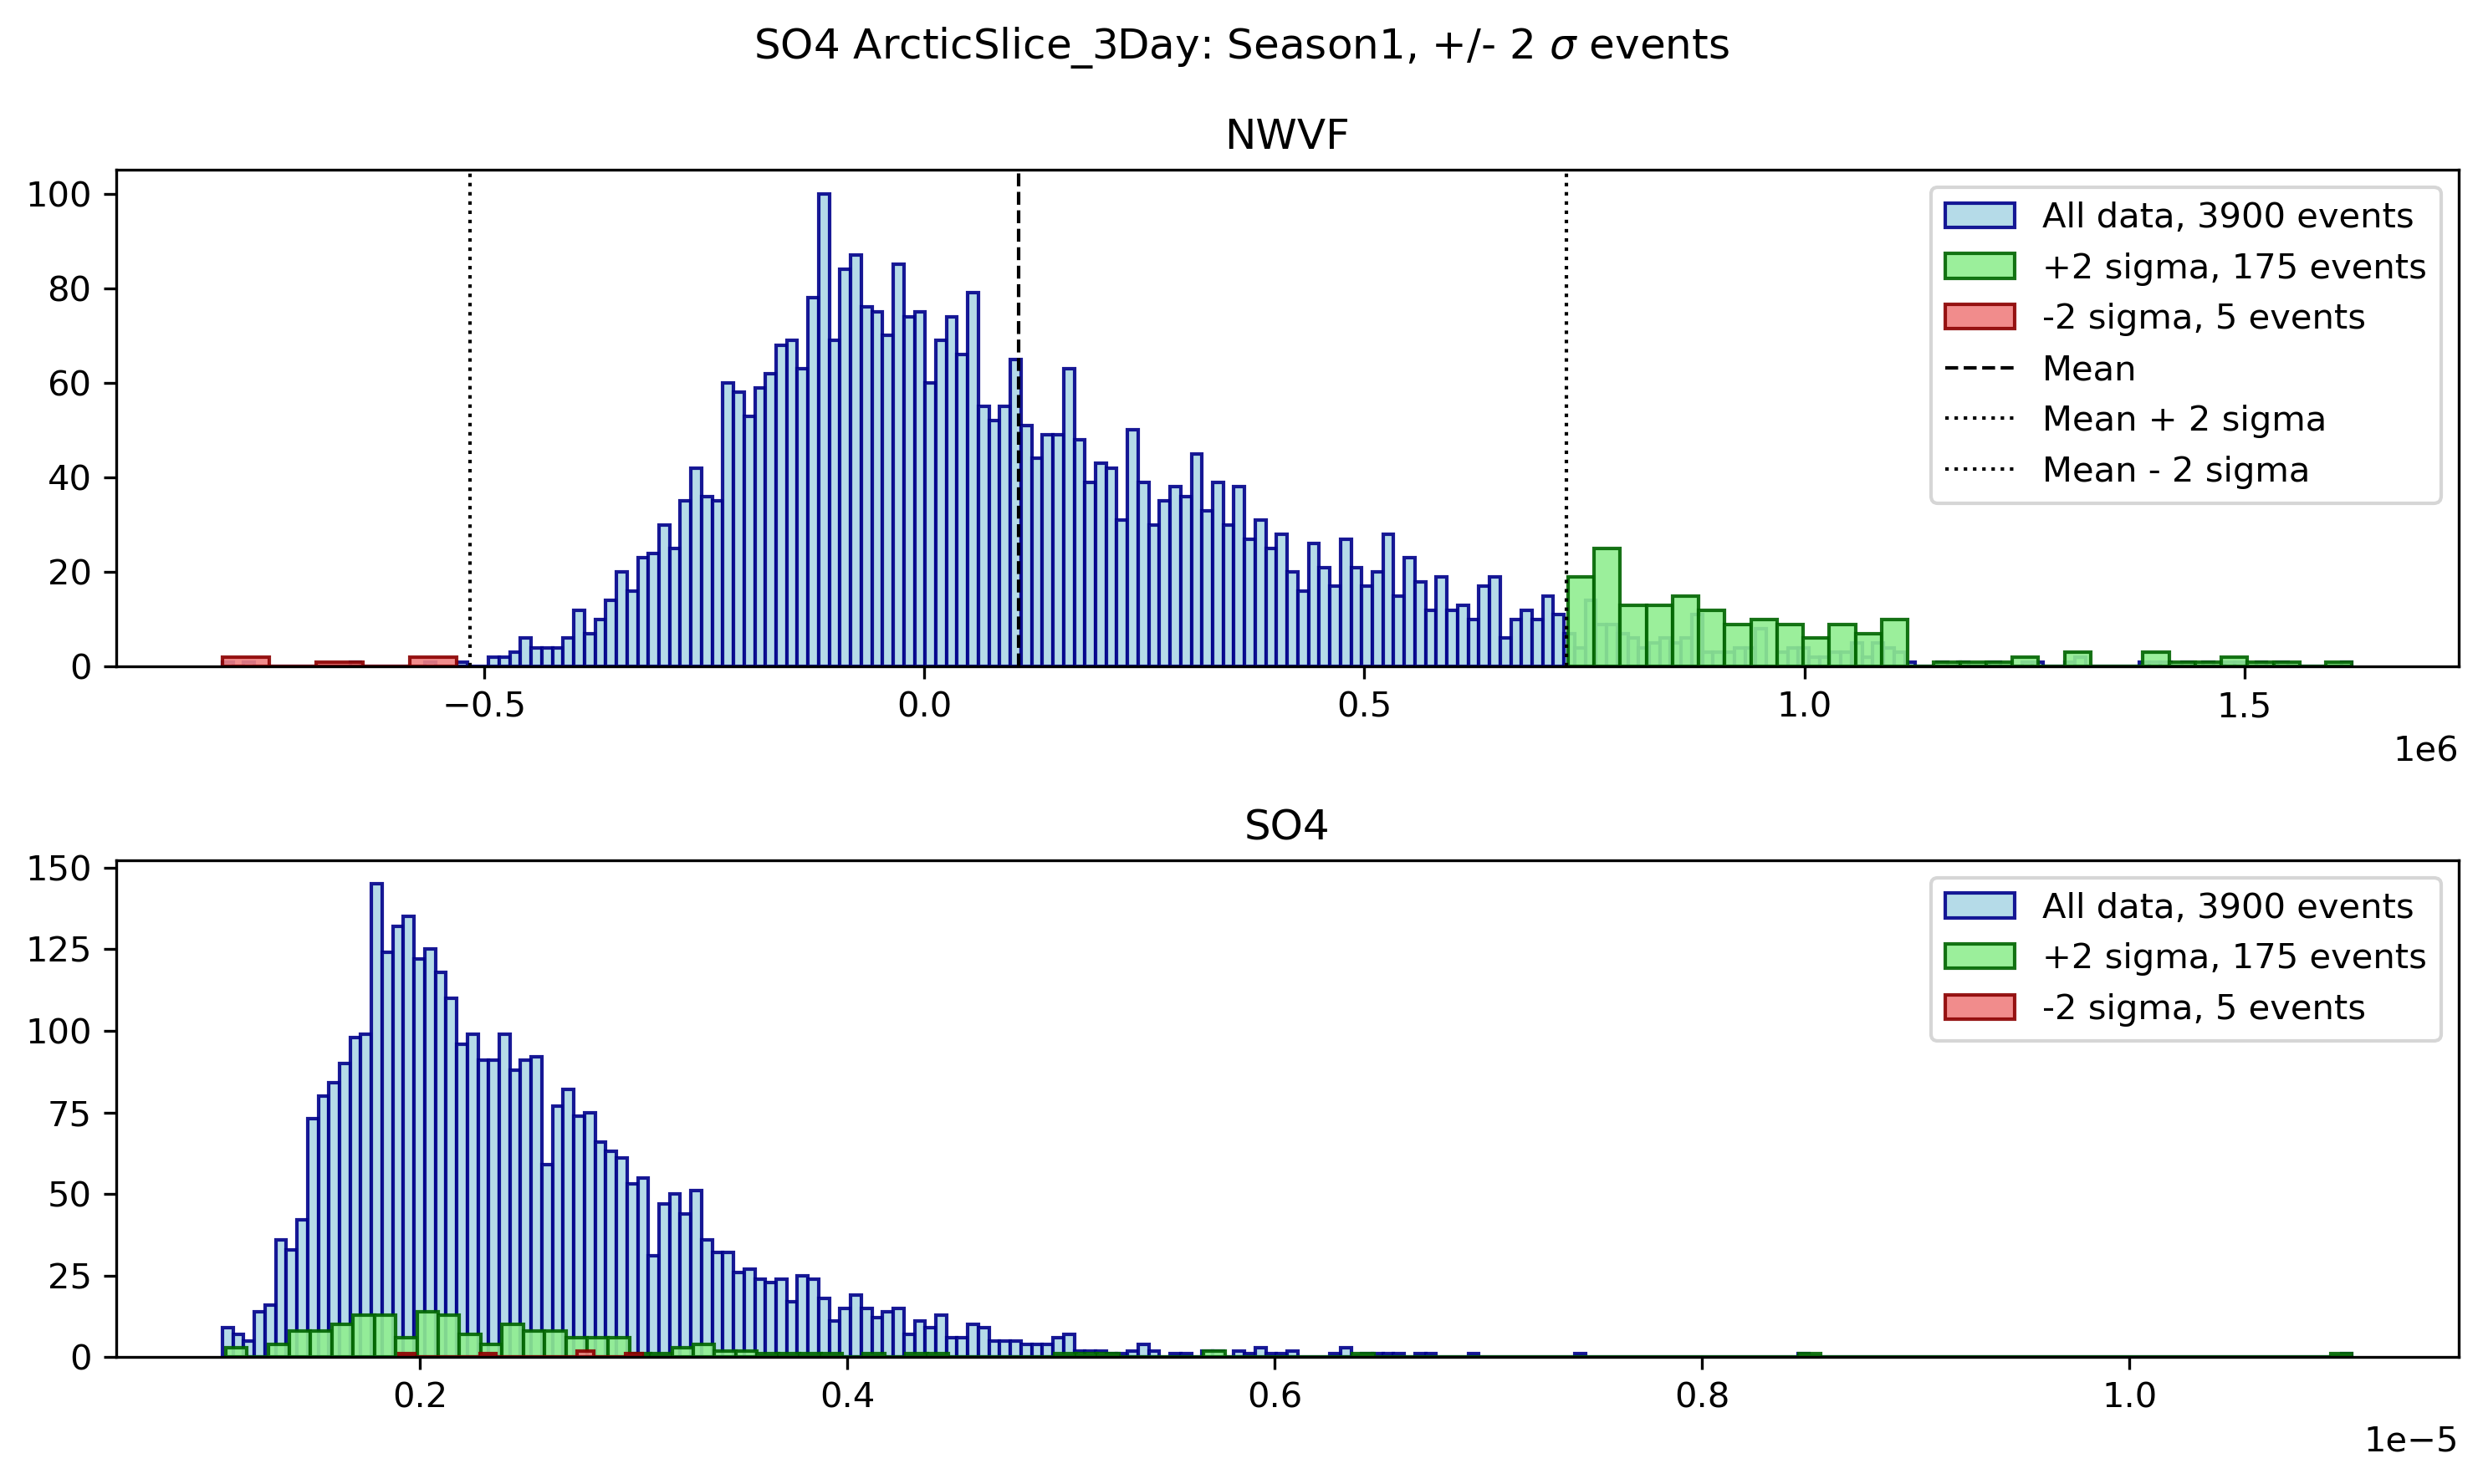 SO4 ArcticSlice_3Day: Season1, +/- 2 σ events
NWVF
100
80
60
40
20
0
All data, 3900 events
+2 sigma, 175 events
-2 sigma, 5 events
Mean
Mean + 2 sigma
Mean - 2 sigma
−0.5 0.0 0.5 1.0 1.5
1e6
SO4
150
125
100
75
50
25
0
All data, 3900 events
+2 sigma, 175 events
-2 sigma, 5 events
0.2 0.4 0.6 0.8 1.0
1e−5